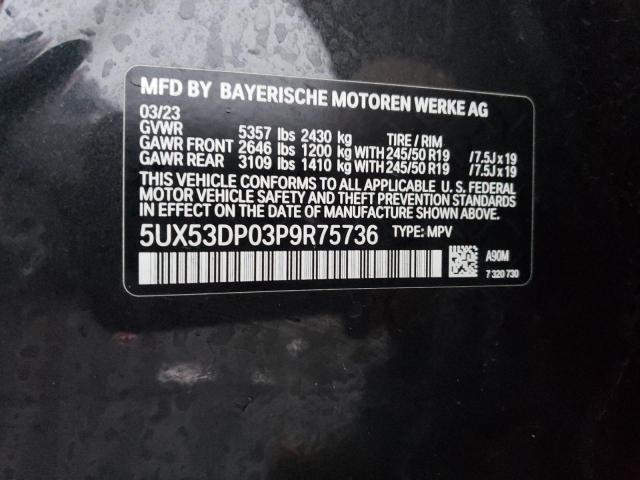 MFD BY BAYERISCHE MOTOREN WERKE AG
03/23
GVWR 5357 lbs 2430 kg TIRE / RIM
GAWR FRONT 2646 lbs 1200 kg WITH 245/50 R19 /7.5J x 19
GAWR REAR 3109 lbs 1410 kg WITH 245/50 R19 /7.5J x 19
THIS VEHICLE CONFORMS TO ALL APPLICABLE U. S. FEDERAL
MOTOR VEHICLE SAFETY AND THEFT PREVENTION
STANDARDS IN EFFECT ON THE DATE OF MANUFACTURE SHOWN ABOVE.
5UX53DP03P9R75736 TYPE: MPV
A90M
7 320 730